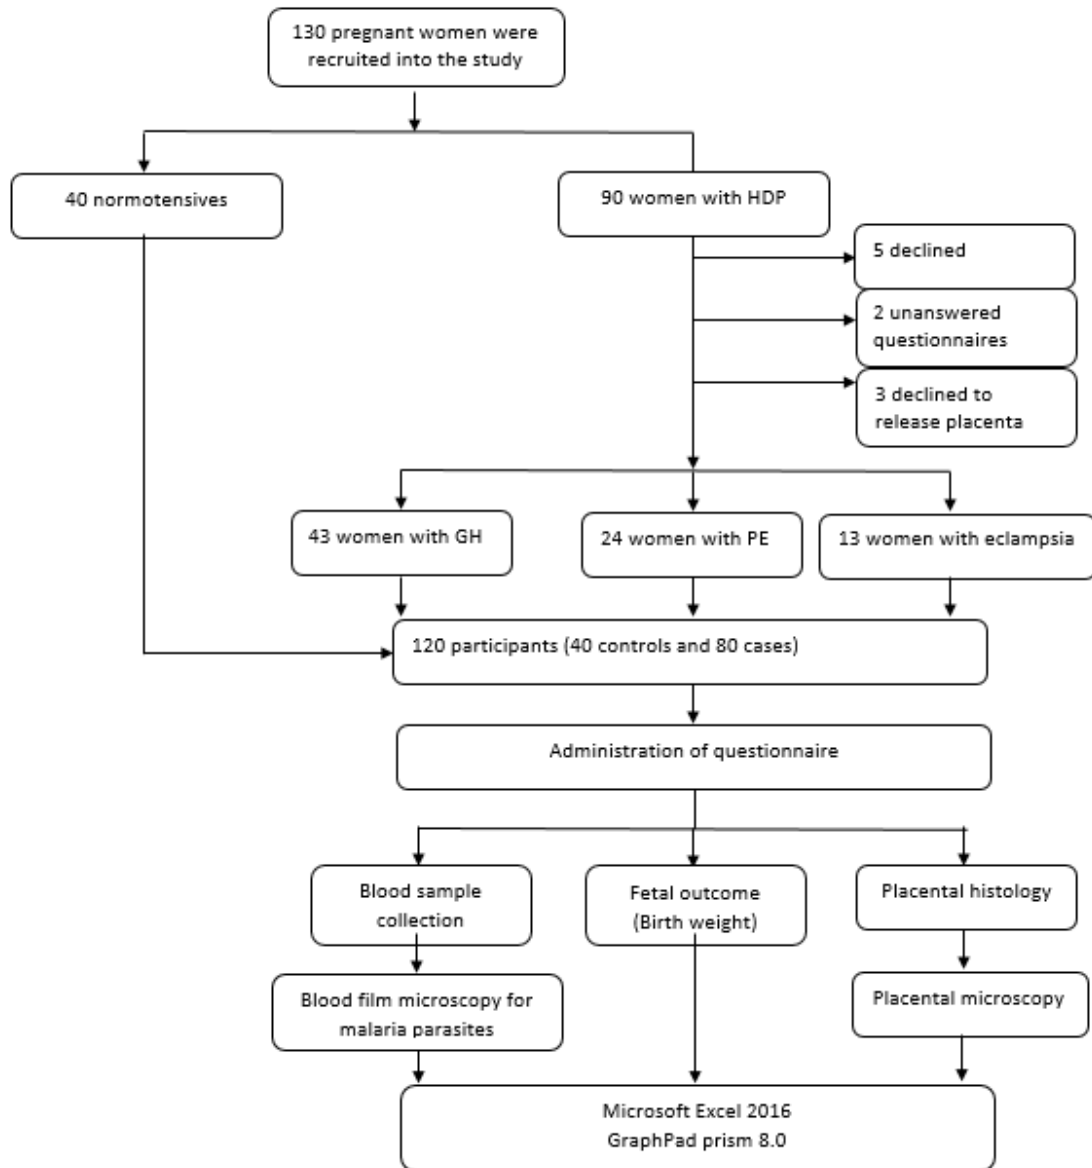 130 pregnant women were
recruited into the study
40 normotensives
90 women with HDP
5 declined
2 unanswered
questionnaires
3 declined to
release placenta
43 women with GH
24 women with PE
13 women with eclampsia
120 participants (40 controls and 80 cases)
Administration of questionnaire
Blood sample
collection
Fetal outcome
(Birth weight)
Placental histology
Blood film microscopy for
malaria parasites
Placental microscopy
Microsoft Excel 2016
GraphPad prism 8.0